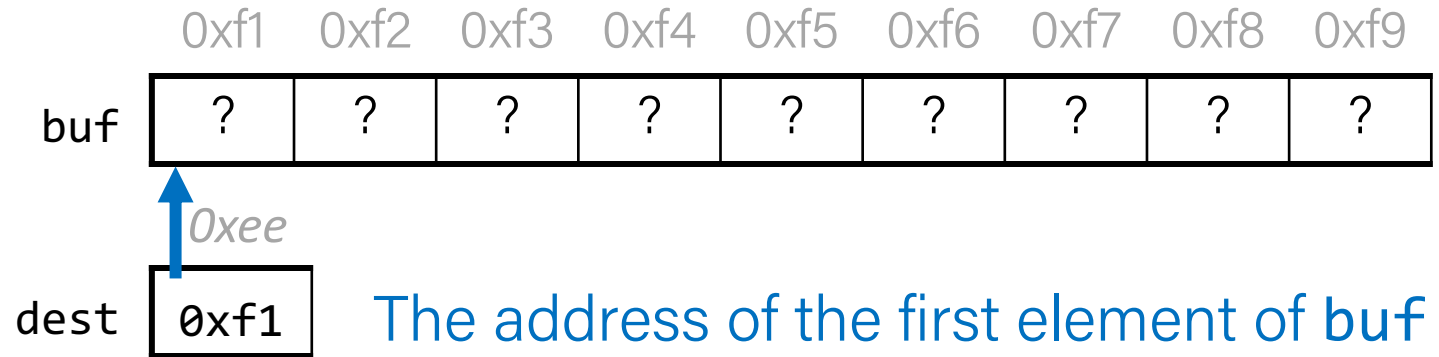 0xf1 0xf2 0xf3 0xf4 0xf5 0xf6 0xf7 0xf8 0xf9
buf ? ? ? ? ? ? ? ? ?
0xee
dest 0xf1 The address of the first element of buf